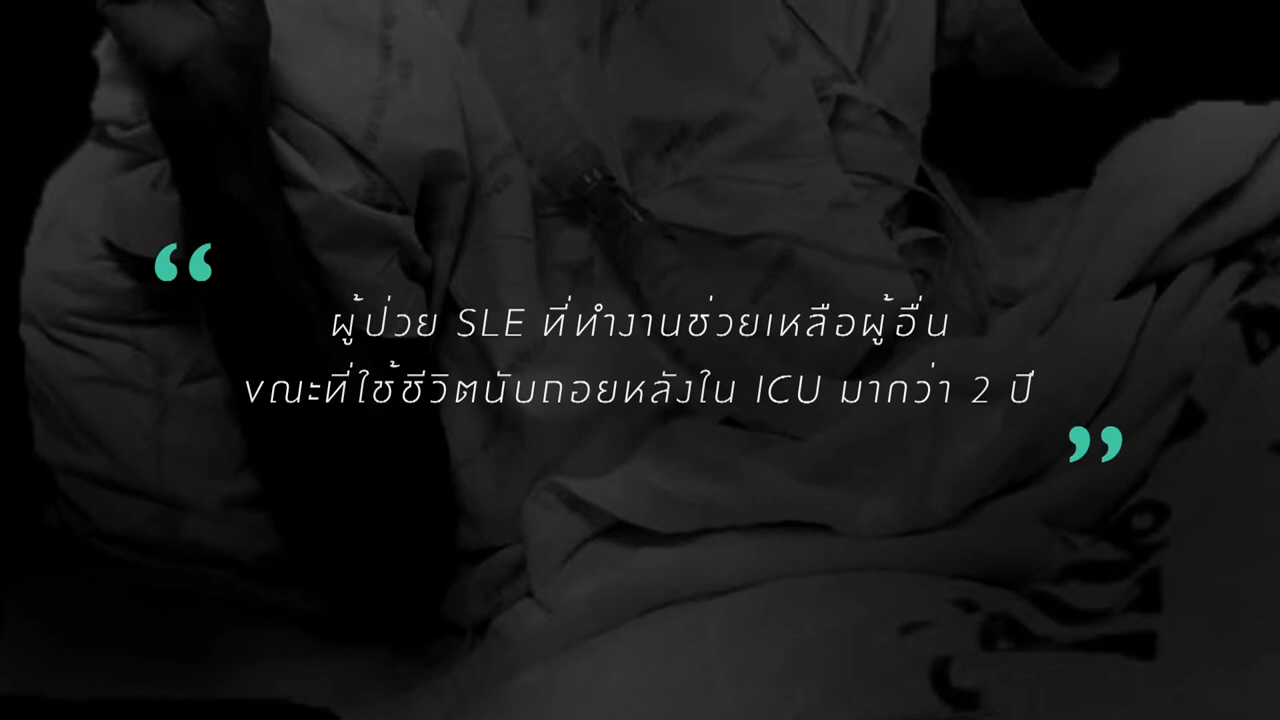 “
ผู้ป่วย SLE ที่ทำงานช่วยเหลือผู้อื่น
ขณะที่ใช้ชีวิตนับถอยหลังใน ICU มากว่า 2 ปี
”